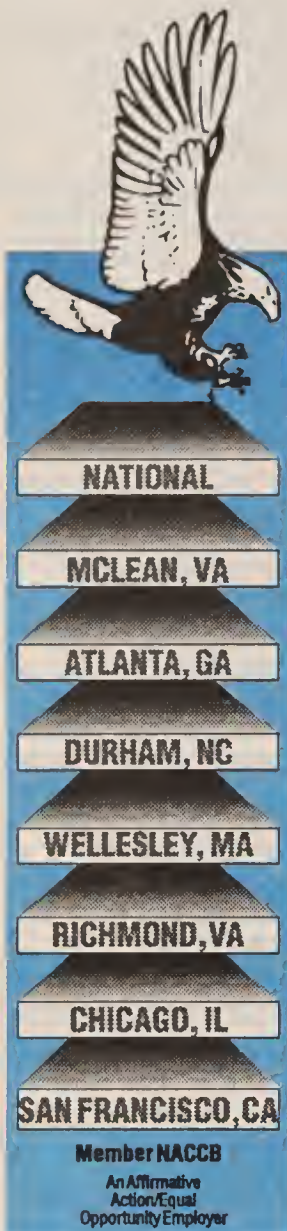 NATIONAL
MCLEAN, VA
ATLANTA, GA
DURHAM, NC
WELLESLEY, MA
RICHMOND, VA
CHICAGO, IL
SAN FRANCISCO, CA
Member NACCB
An Affirmative
Action/Equal
Opportunity Employer